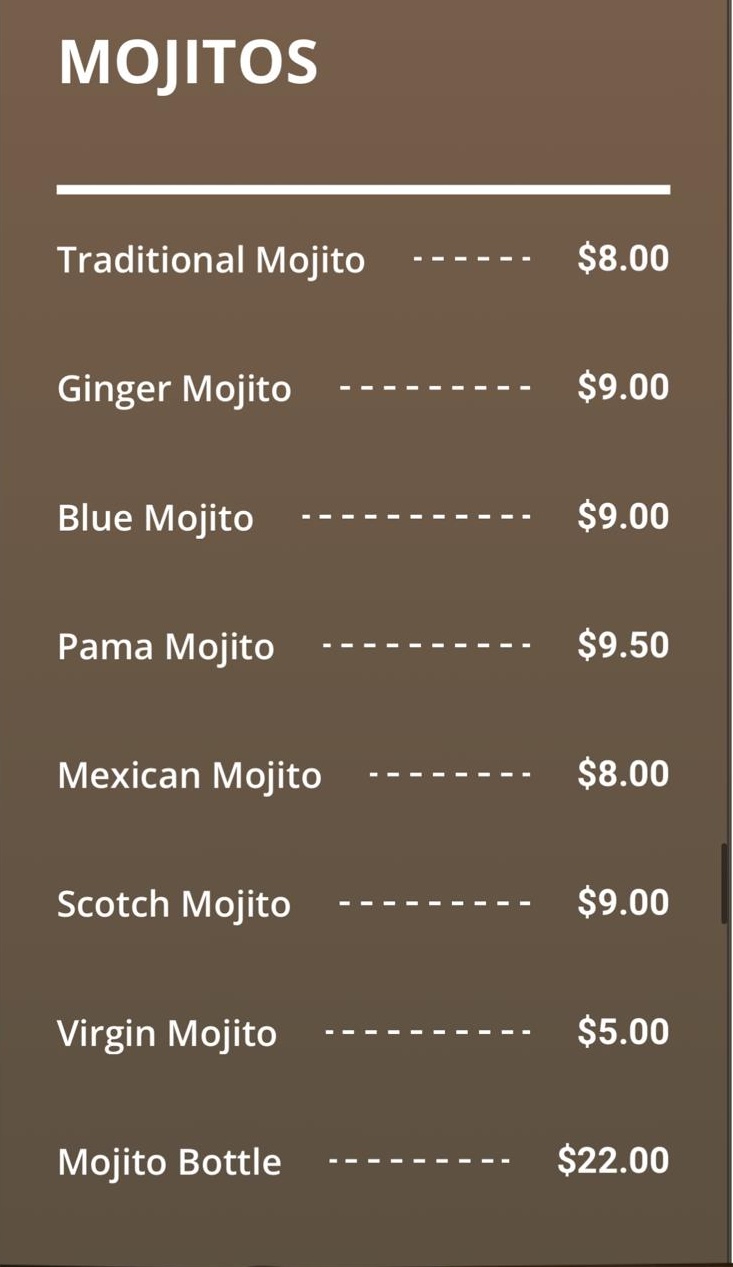 MOJITOS
Traditional Mojito ------ $8.00
Ginger Mojito --------- $9.00
Blue Mojito ----------- $9.00
Pama Mojito ---------- $9.50
Mexican Mojito -------- $8.00
Scotch Mojito --------- $9.00
Virgin Mojito ---------- $5.00
Mojito Bottle --------- $22.00